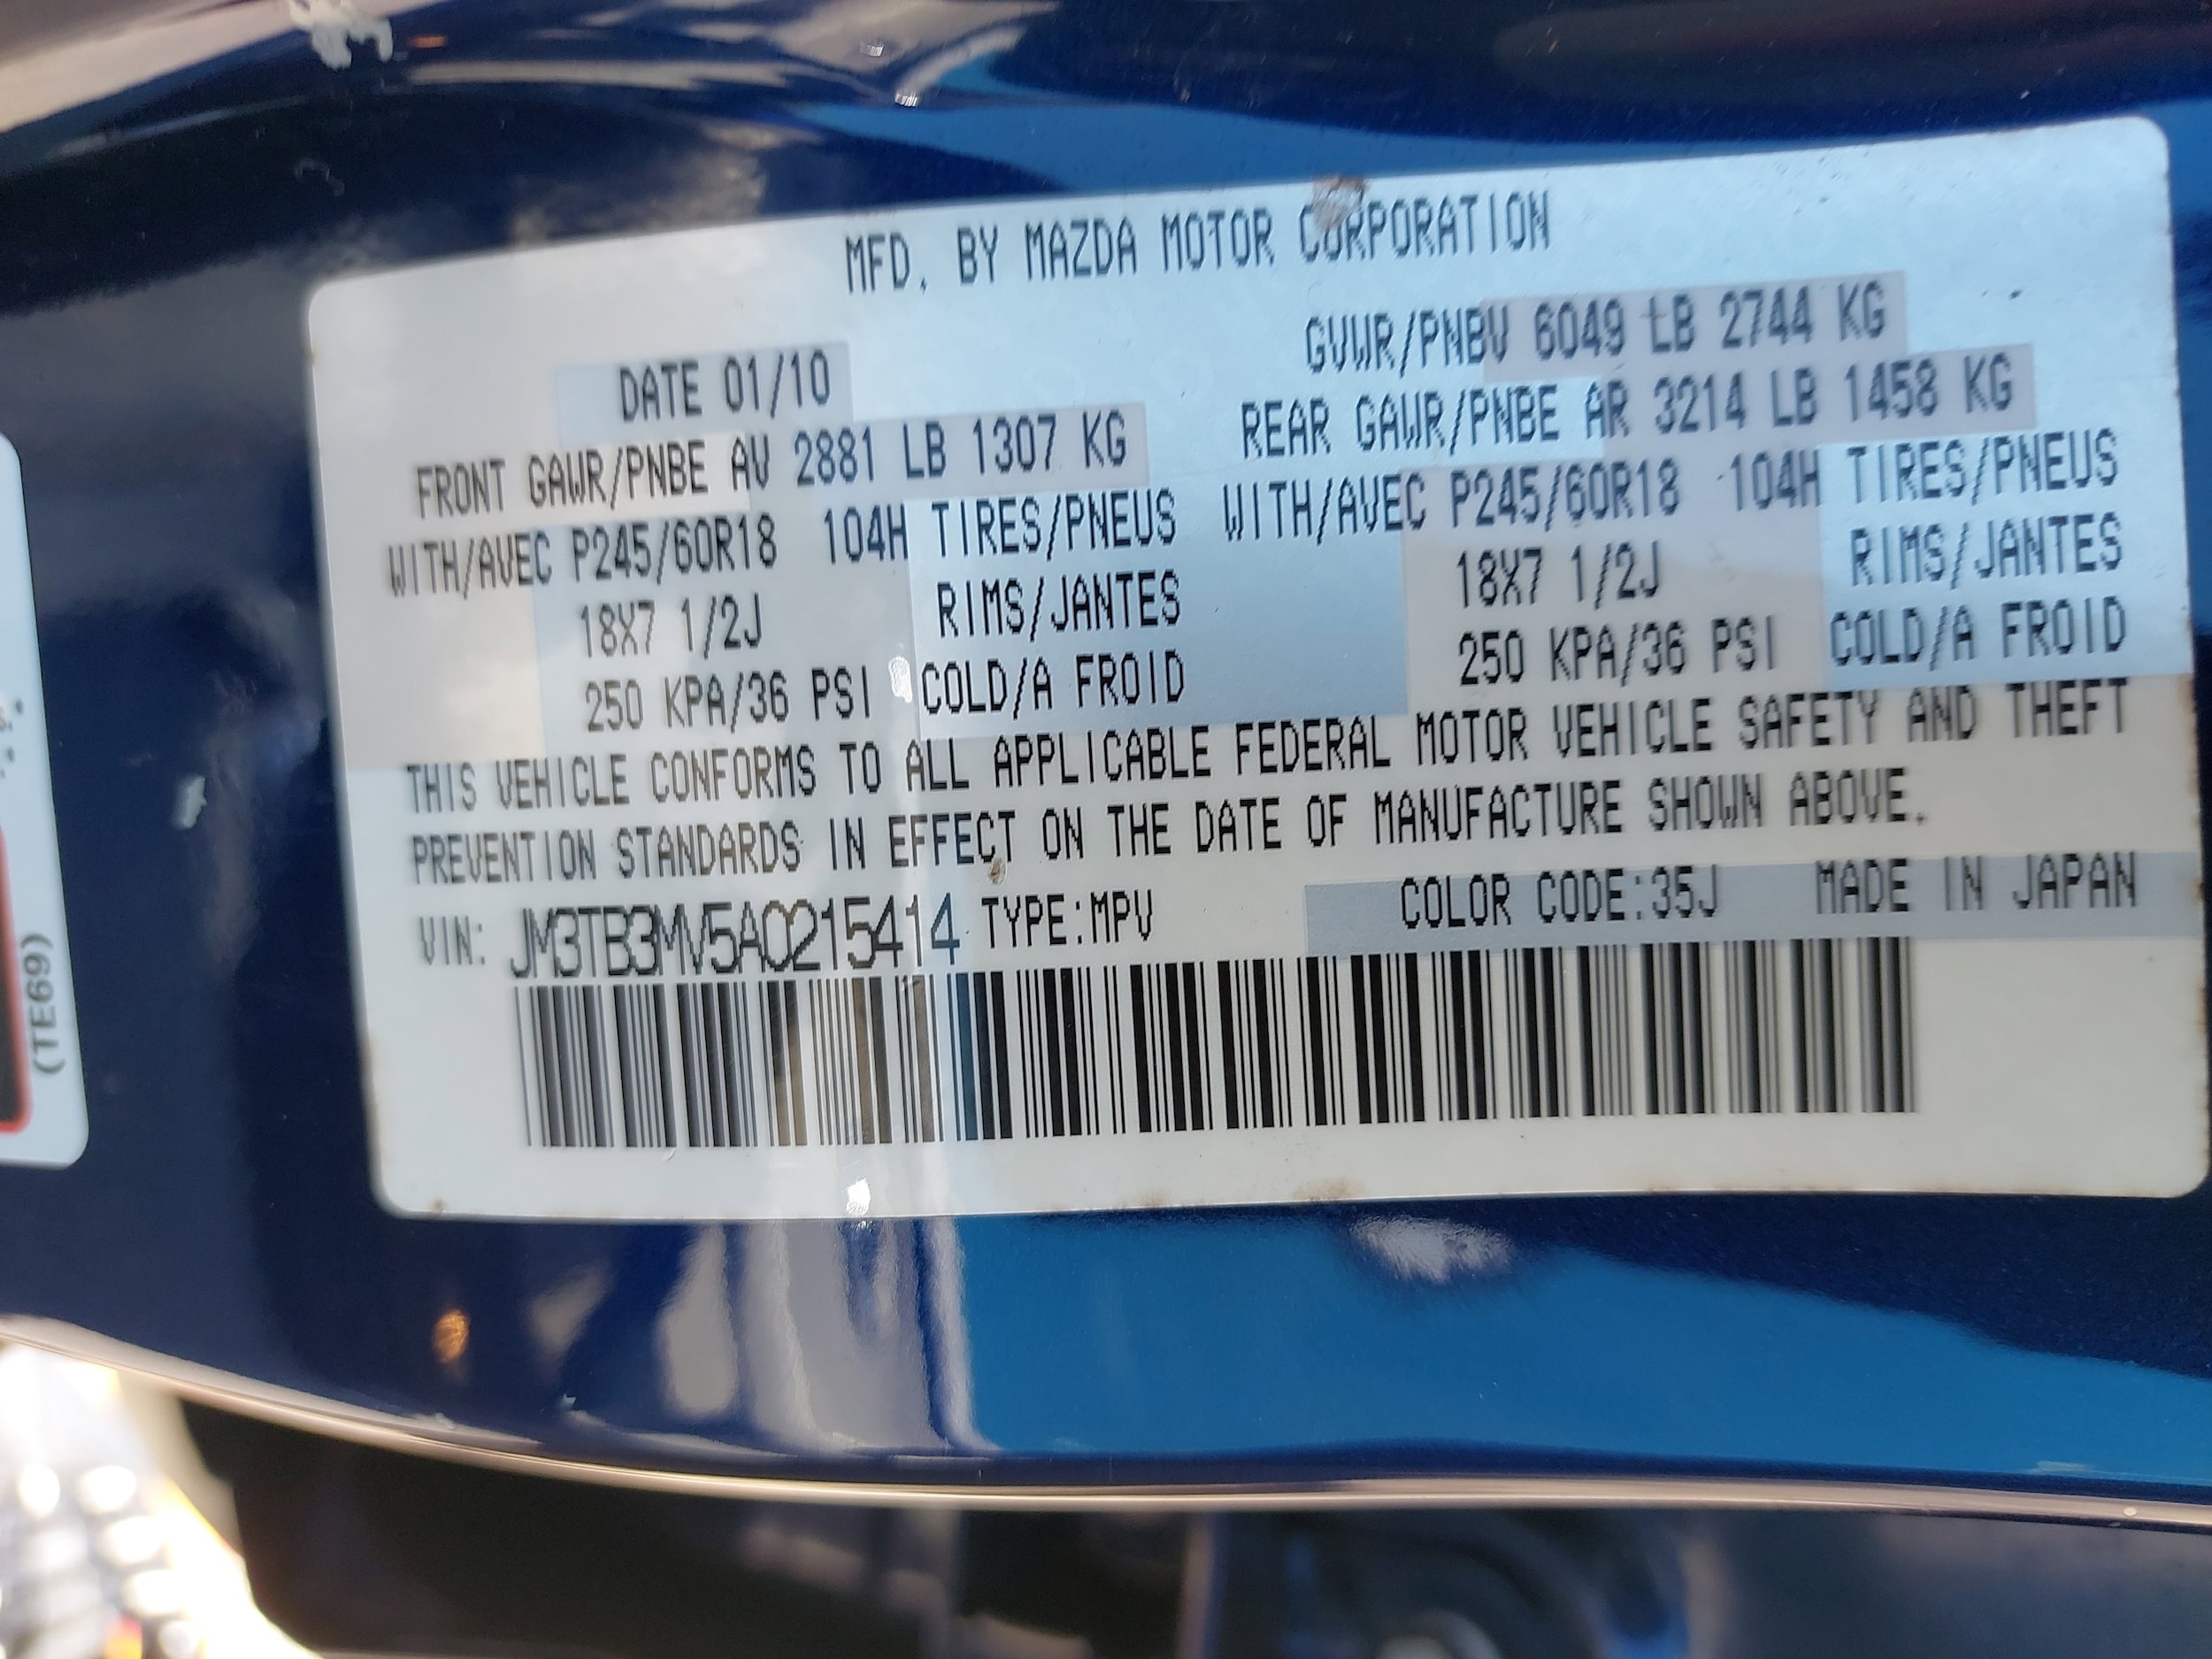 MFD. BY MAZDA MOTOR CORPORATION
DATE 01/10
GVWR/PNBV 6049 LB 2744 KG
FRONT GAWR/PNBE AV 2881 LB 1307 KG
REAR GAWR/PNBE AR 3214 LB 1458 KG
WITH/AVEC P245/60R18 104H TIRES/PNEUS
WITH/AVEC P245/60R18 104H TIRES/PNEUS
18X7 1/2J RIMS/JANTES
18X7 1/2J RIMS/JANTES
250 KPA/36 PSI COLD/A FROID
250 KPA/36 PSI COLD/A FROID
THIS VEHICLE CONFORMS TO ALL APPLICABLE FEDERAL MOTOR VEHICLE SAFETY AND THEFT
PREVENTION STANDARDS IN EFFECT ON THE DATE OF MANUFACTURE SHOWN ABOVE.
VIN: JM3TB3MV5A0215414 TYPE:MPV COLOR CODE:35J MADE IN JAPAN
(TE69)